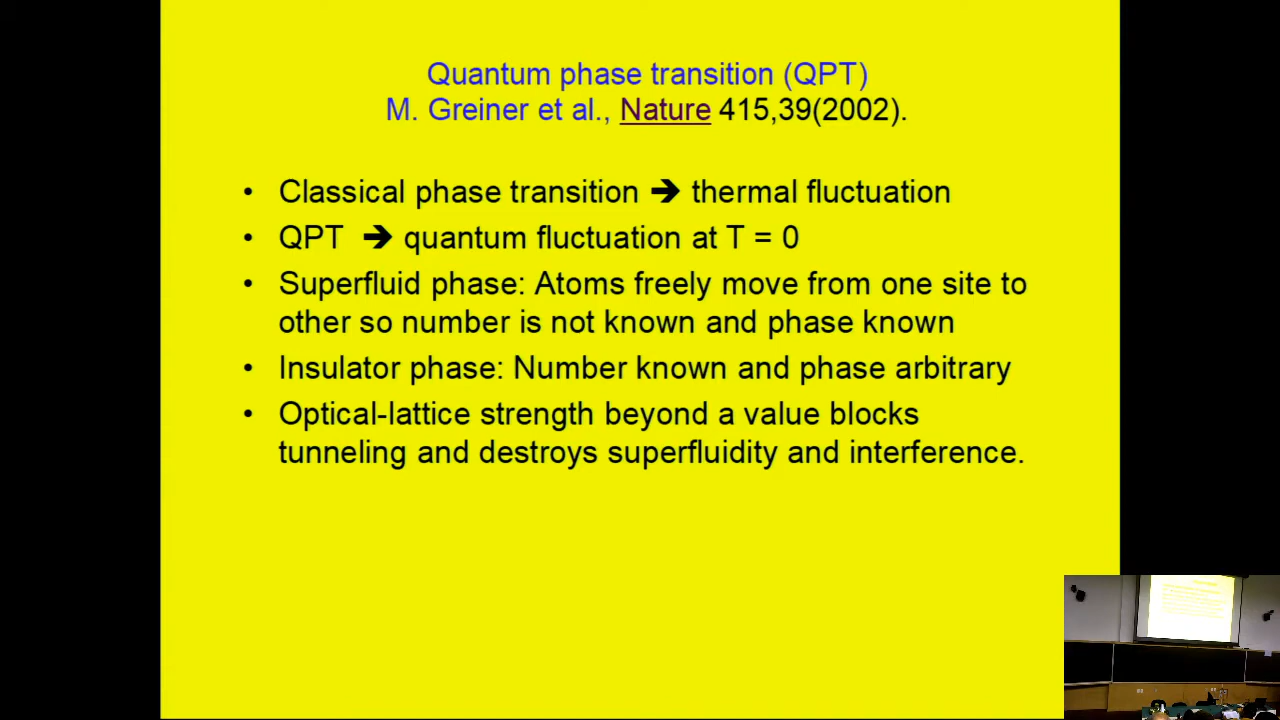 Quantum phase transition (QPT)
M. Greiner et al., Nature 415,39(2002).
• Classical phase transition ➔ thermal fluctuation
• QPT ➔ quantum fluctuation at T = 0
• Superfluid phase: Atoms freely move from one site to
other so number is not known and phase known
• Insulator phase: Number known and phase arbitrary
• Optical-lattice strength beyond a value blocks
tunneling and destroys superfluidity and interference.